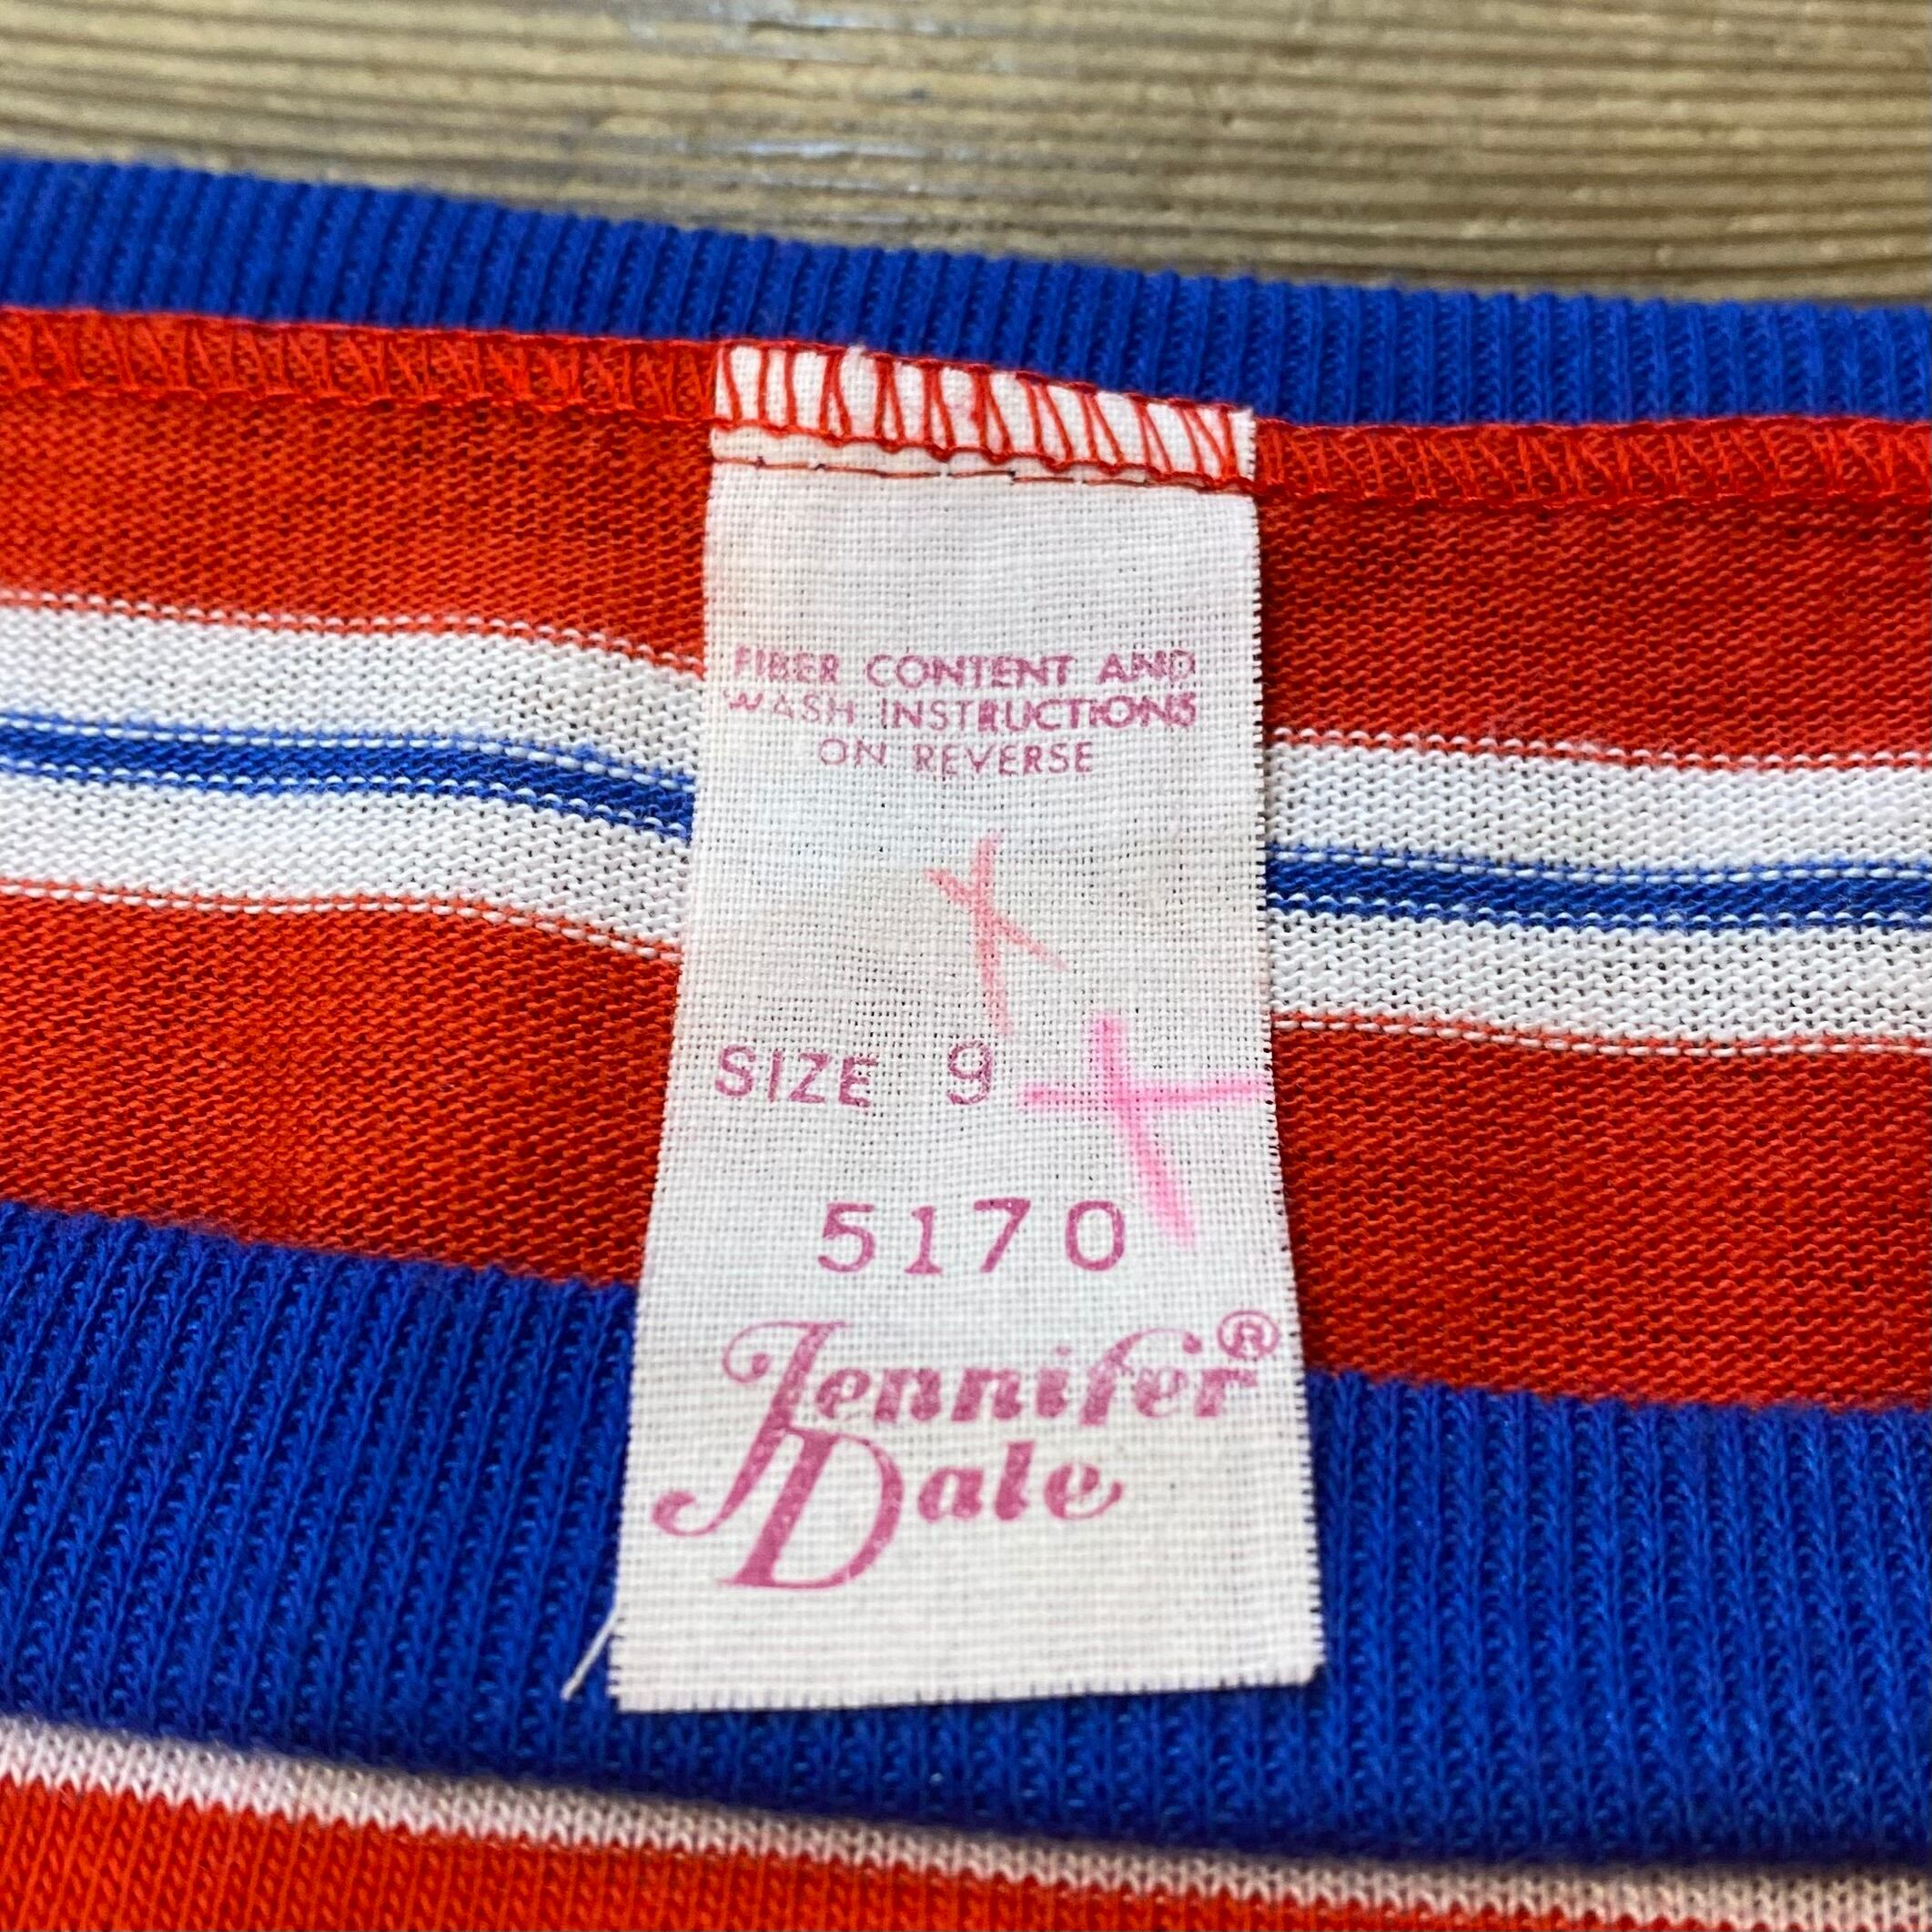 FIBER CONTENT AND
WASH INSTRUCTIONS
ON REVERSE
SIZE 9
5170
Jennifer®
Dale